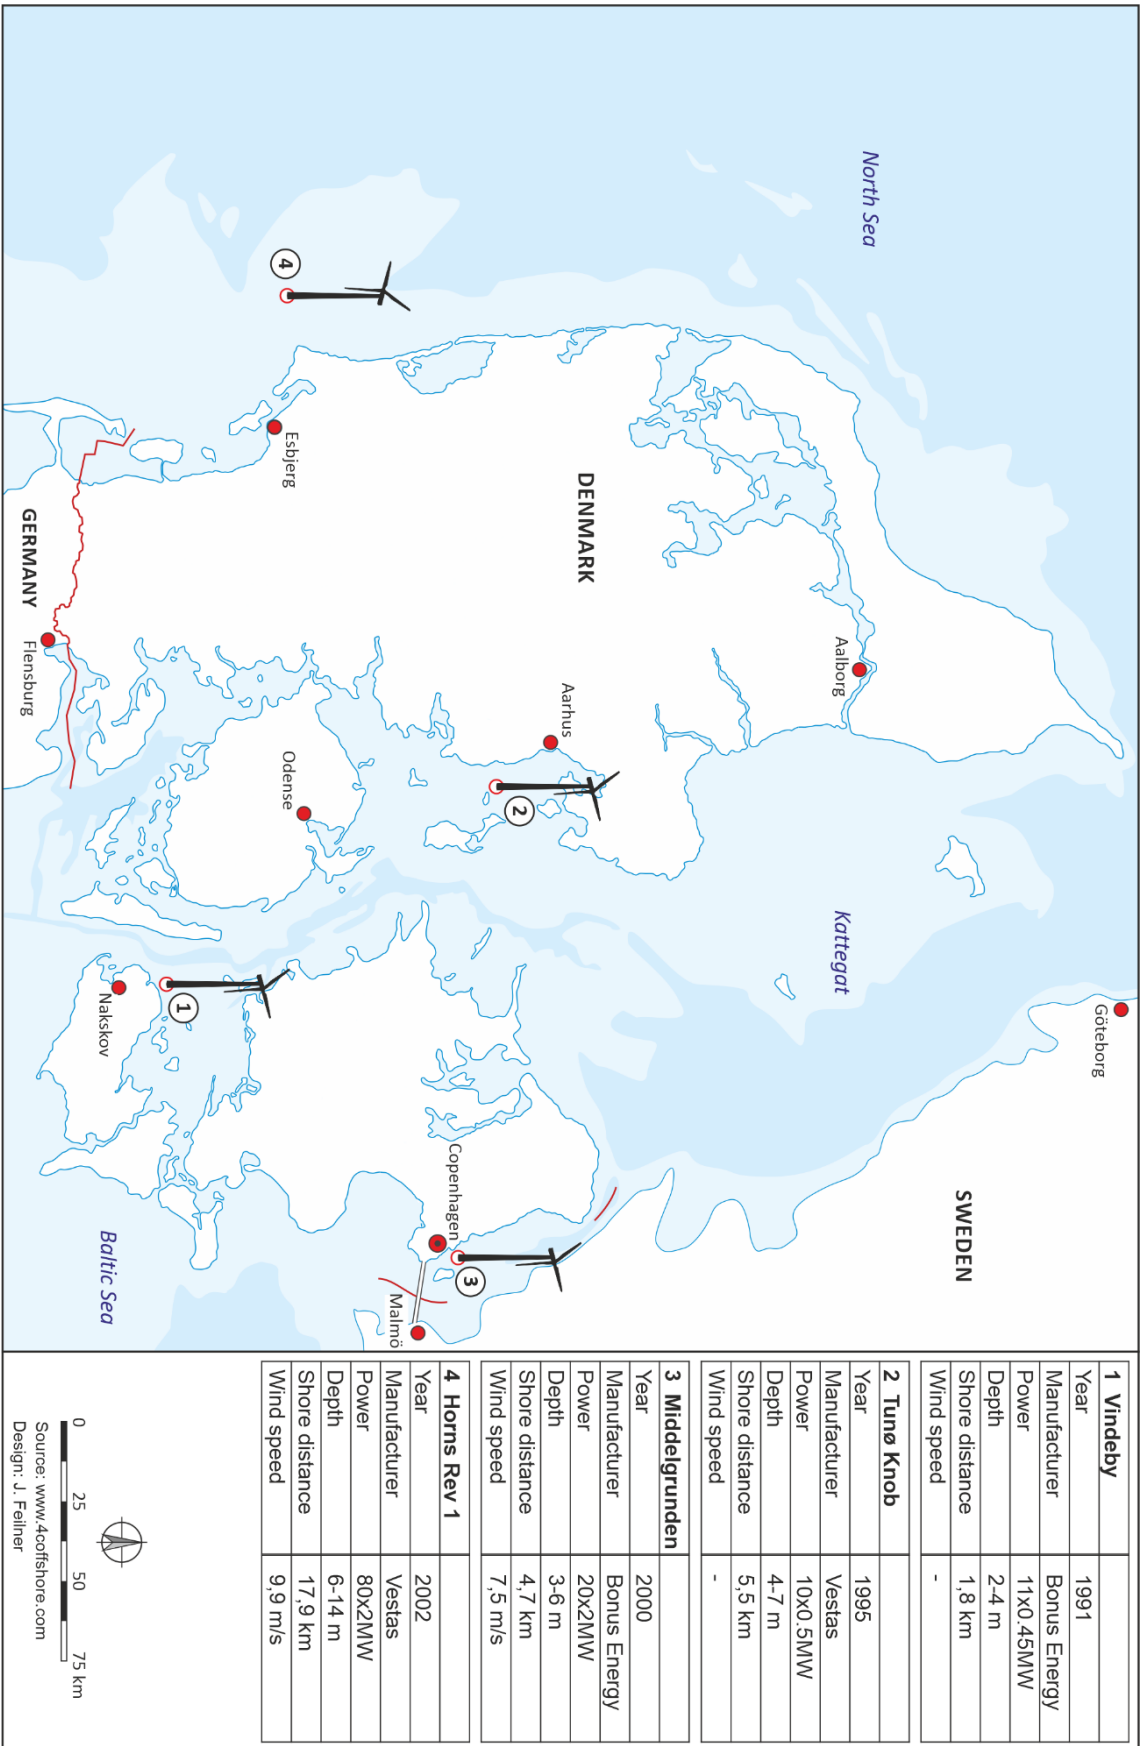 North Sea
Kattegat
Baltic Sea
DENMARK
SWEDEN
GERMANY
Göteborg
Aalborg
Aarhus
Esbjerg
Odense
Copenhagen
Malmö
Nakskov
Flensburg
4
2
1
3
1 Vindeby
Year 1991
Manufacturer Bonus Energy
Power 11x0.45MW
Depth 2-4 m
Shore distance 1,8 km
Wind speed -
2 Tunø Knob
Year 1995
Manufacturer Vestas
Power 10x0.5MW
Depth 4-7 m
Shore distance 5,5 km
Wind speed -
3 Middelgrunden
Year 2000
Manufacturer Bonus Energy
Power 20x2MW
Depth 3-6 m
Shore distance 4,7 km
Wind speed 7,5 m/s
4 Horns Rev 1
Year 2002
Manufacturer Vestas
Power 80x2MW
Depth 6-14 m
Shore distance 17,9 km
Wind speed 9,9 m/s
0 25 50 75 km
Source: www.4coffshore.com
Design: J. Feilner